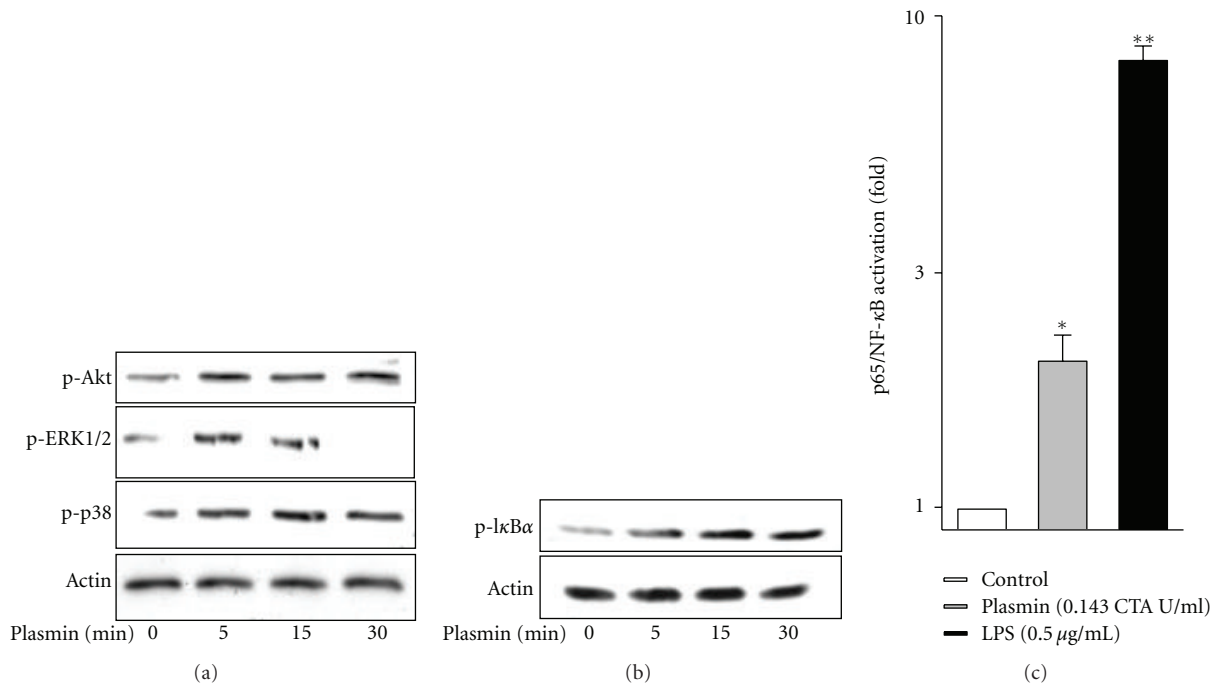 p-Akt
p-ERK1/2
p-p38
Actin
Plasmin (min) 0 5 15 30
(a)
p-lκBα
Actin
Plasmin (min) 0 5 15 30
(b)
p65/NF-κB activation (fold)
10
3
1
*
**
Control
Plasmin (0.143 CTA U/ml)
LPS (0.5 μg/mL)
(c)